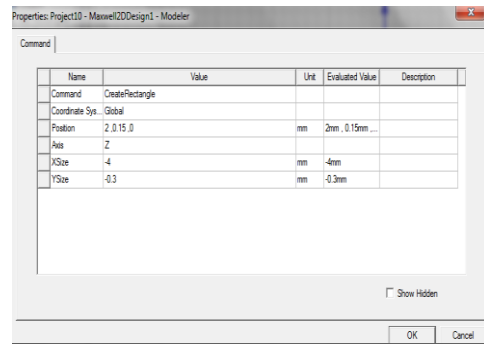 Properties: Project10 - Maxwell2DDesign1 - Modeler
Command
Name Value Unit Evaluated Value Description
Command CreateRectangle
Coordinate Sys... Global
Position 2 ,0.15 ,0 mm 2mm , 0.15mm ,...
Axis Z
XSize -4 mm -4mm
YSize -0.3 mm -0.3mm
Show Hidden
OK Cancel